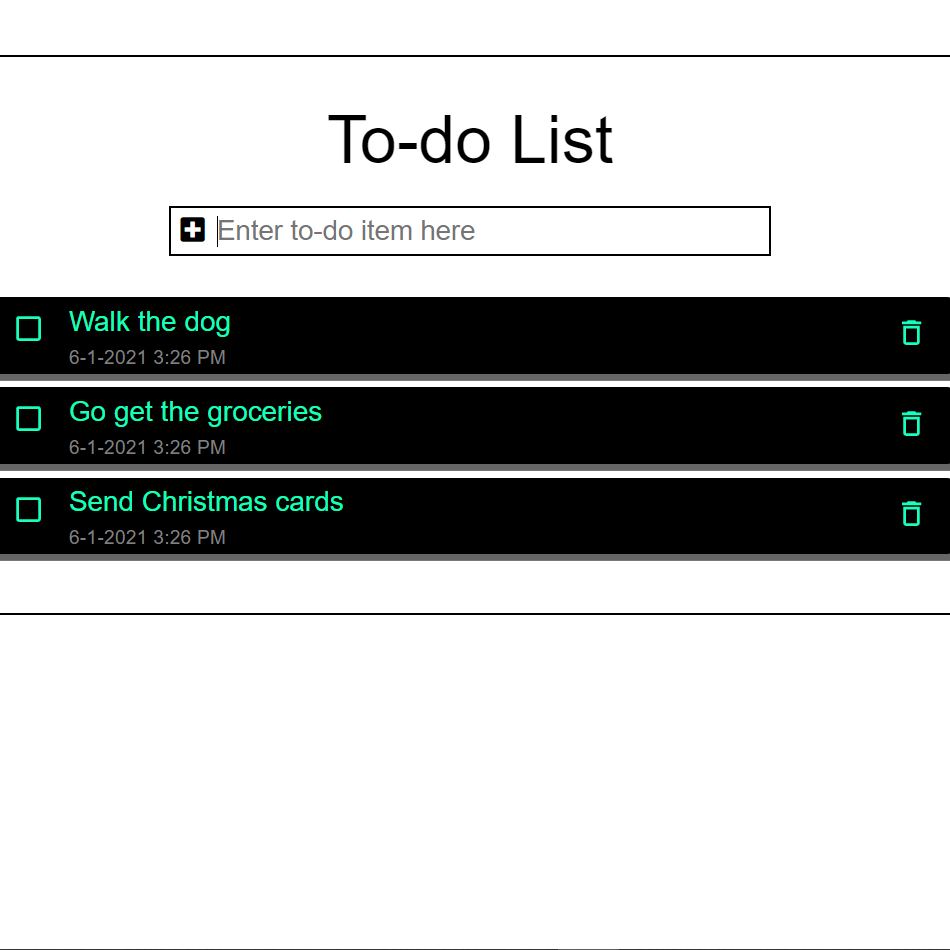 To-do List
Enter to-do item here
Walk the dog
6-1-2021 3:26 PM
Go get the groceries
6-1-2021 3:26 PM
Send Christmas cards
6-1-2021 3:26 PM